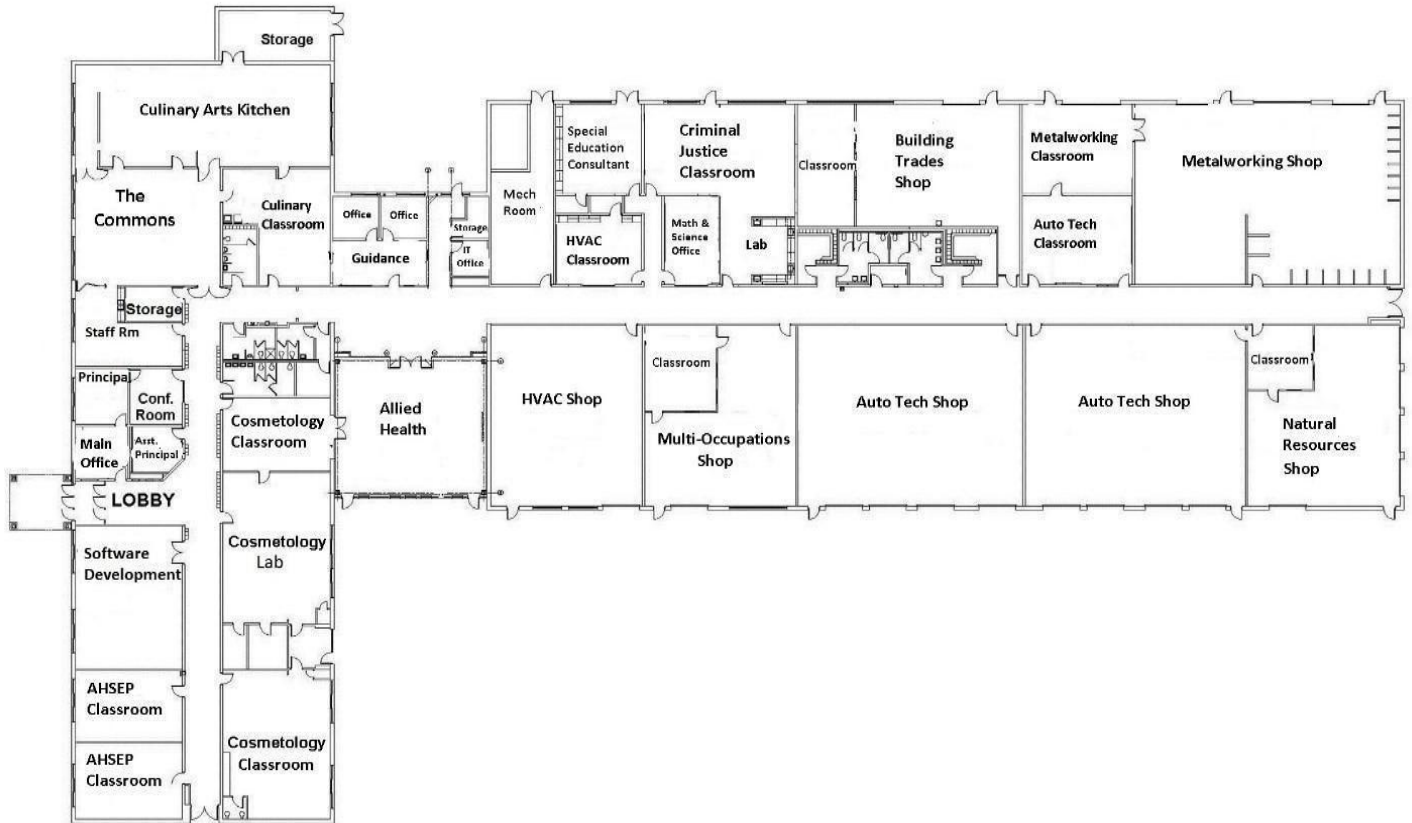 Storage
Culinary Arts Kitchen
The
Commons
Culinary
Classroom
Office
Office
Guidance
Storage
IT
Office
Mech
Room
Special
Education
Consultant
HVAC
Classroom
Criminal
Justice
Classroom
Math &
Science
Office
Lab
Classroom
Building
Trades
Shop
Metalworking
Classroom
Auto Tech
Classroom
Metalworking Shop
Storage
Staff Rm
Principal
Conf.
Room
Main
Office
Asst.
Principal
LOBBY
Cosmetology
Classroom
Allied
Health
HVAC Shop
Classroom
Multi-Occupations
Shop
Auto Tech Shop
Auto Tech Shop
Classroom
Natural
Resources
Shop
Software
Development
Cosmetology
Lab
AHSEP
Classroom
AHSEP
Classroom
Cosmetology
Classroom